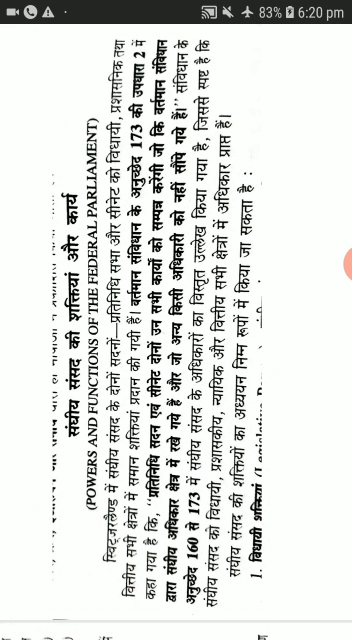 83% 6:20 pm
संघीय संसद की शक्तियां और कार्य
(POWERS AND FUNCTIONS OF THE FEDERAL PARLIAMENT)
स्विट्जरलैण्ड में संघीय संसद के दोनों सदनों—प्रतिनिधि सभा और सीनेट को विधायी, प्रशासनिक तथा
वित्तीय सभी क्षेत्रों में समान शक्तियां प्रदान की गयी हैं। वर्तमान संविधान के अनुच्छेद 173 की उपधारा 2 में
कहा गया है कि, "प्रतिनिधि सदन एवं सीनेट दोनों उन सभी कार्यों को सम्पन्न करेंगी जो कि वर्तमान संविधान
द्वारा संघीय अधिकार क्षेत्र में रखे गये हैं और जो अन्य किसी अधिकारी को नहीं सौंपे गये हैं।" संविधान के
अनुच्छेद 160 से 173 में संघीय संसद के अधिकारों का विस्तृत उल्लेख किया गया है, जिससे स्पष्ट है कि
संघीय संसद को विधायी, प्रशासकीय, न्यायिक और वित्तीय सभी क्षेत्रों में अधिकार प्राप्त हैं।
संघीय संसद की शक्तियों का अध्ययन निम्न रूपों में किया जा सकता है :
1. विधायी शक्तियां (Legislative